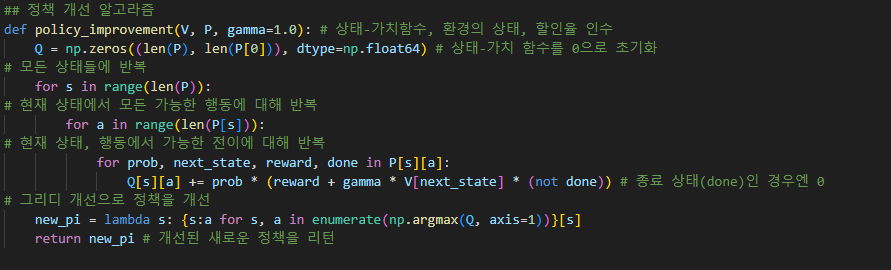 ## 정책 개선 알고라즘
def policy_improvement(V, P, gamma=1.0): # 상태-가치함수, 환경의 상태, 할인율 인수
    Q = np.zeros((len(P), len(P[0])), dtype=np.float64) # 상태-가치 함수를 0으로 초기화
# 모든 상태들에 반복
    for s in range(len(P)):
# 현재 상태에서 모든 가능한 행동에 대해 반복
        for a in range(len(P[s])):
# 현재 상태, 행동에서 가능한 전이에 대해 반복
            for prob, next_state, reward, done in P[s][a]:
                Q[s][a] += prob * (reward + gamma * V[next_state] * (not done)) # 종료 상태(done)인 경우엔 0
# 그리디 개선으로 정책을 개선
    new_pi = lambda s: {s:a for s, a in enumerate(np.argmax(Q, axis=1))}[s]
    return new_pi # 개선된 새로운 정책을 리턴